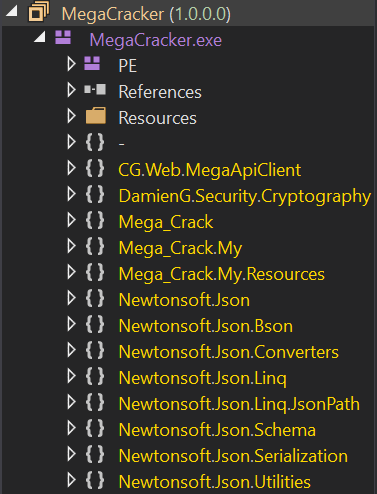 MegaCracker (1.0.0.0)
MegaCracker.exe
PE
References
Resources
{ } -
{ } CG.Web.MegaApiClient
{ } DamienG.Security.Cryptography
{ } Mega_Crack
{ } Mega_Crack.My
{ } Mega_Crack.My.Resources
{ } Newtonsoft.Json
{ } Newtonsoft.Json.Bson
{ } Newtonsoft.Json.Converters
{ } Newtonsoft.Json.Linq
{ } Newtonsoft.Json.Linq.JsonPath
{ } Newtonsoft.Json.Schema
{ } Newtonsoft.Json.Serialization
{ } Newtonsoft.Json.Utilities